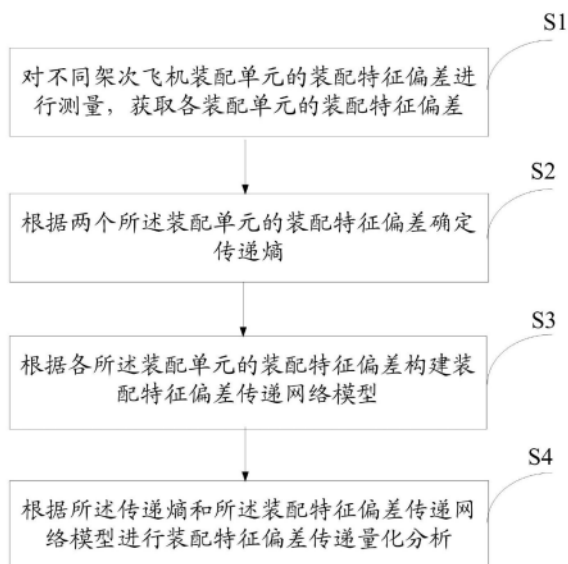 S1
对不同架次飞机装配单元的装配特征偏差进
行测量，获取各装配单元的装配特征偏差
S2
根据两个所述装配单元的装配特征偏差确定
传递熵
S3
根据各所述装配单元的装配特征偏差构建装
配特征偏差传递网络模型
S4
根据所述传递熵和所述装配特征偏差传递网
络模型进行装配特征偏差传递量化分析